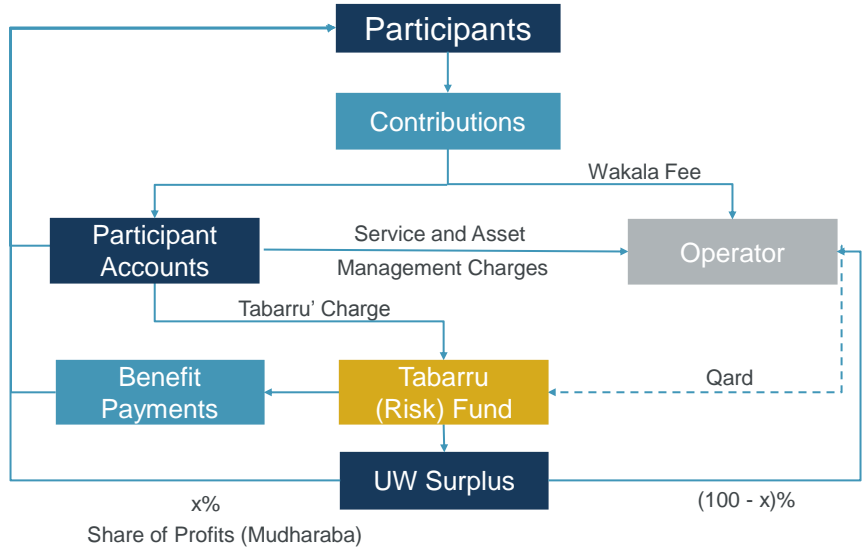 Participants
Contributions
Wakala Fee
Participant
Accounts
Service and Asset
Management Charges
Operator
Tabarru’ Charge
Benefit
Payments
Tabarru
(Risk) Fund
Qard
UW Surplus
x%
(100 - x)%
Share of Profits (Mudharaba)